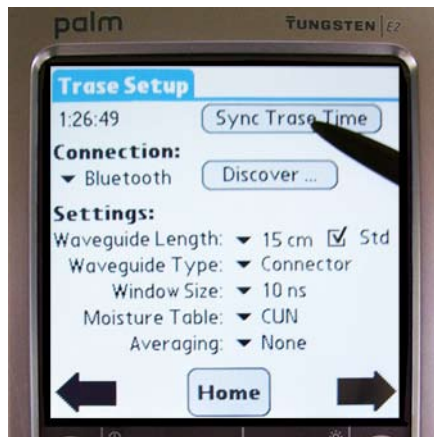 palm TUNGSTEN E2
Trase Setup
1:26:49 Sync Trase Time
Connection:
Bluetooth Discover ...
Settings:
Waveguide Length: 15 cm Std
Waveguide Type: Connector
Window Size: 10 ns
Moisture Table: CUN
Averaging: None
Home